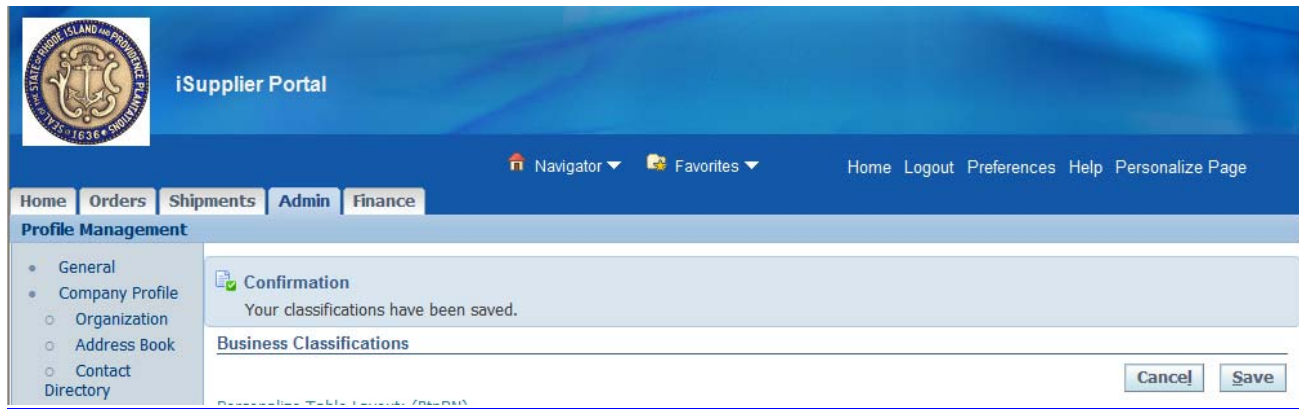 SEAL OF THE STATE OF RHODE ISLAND AND PROVIDENCE PLANTATIONS
1636
iSupplier Portal
Navigator Favorites Home Logout Preferences Help Personalize Page
Home Orders Shipments Admin Finance
Profile Management
General
Company Profile
Organization
Address Book
Contact
Directory
Confirmation
Your classifications have been saved.
Business Classifications
Cancel Save